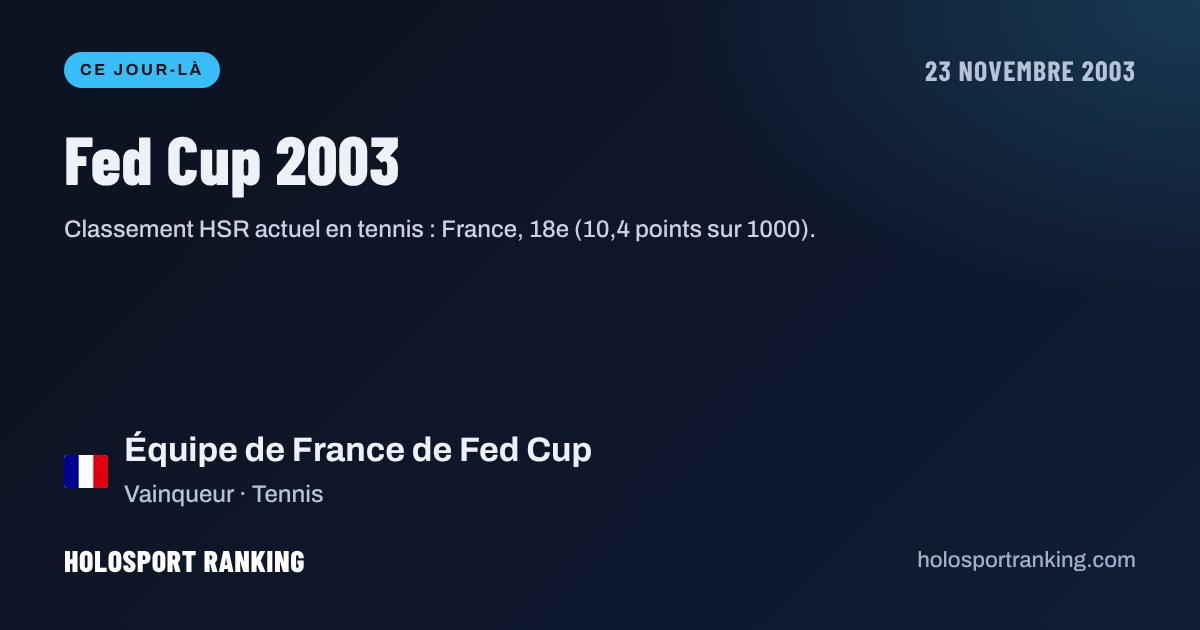 CE JOUR-LÀ
23 NOVEMBRE 2003
Fed Cup 2003
Classement HSR actuel en tennis : France, 18e (10,4 points sur 1000).
Équipe de France de Fed Cup
Vainqueur · Tennis
HOLOSPORT RANKING
holosportranking.com